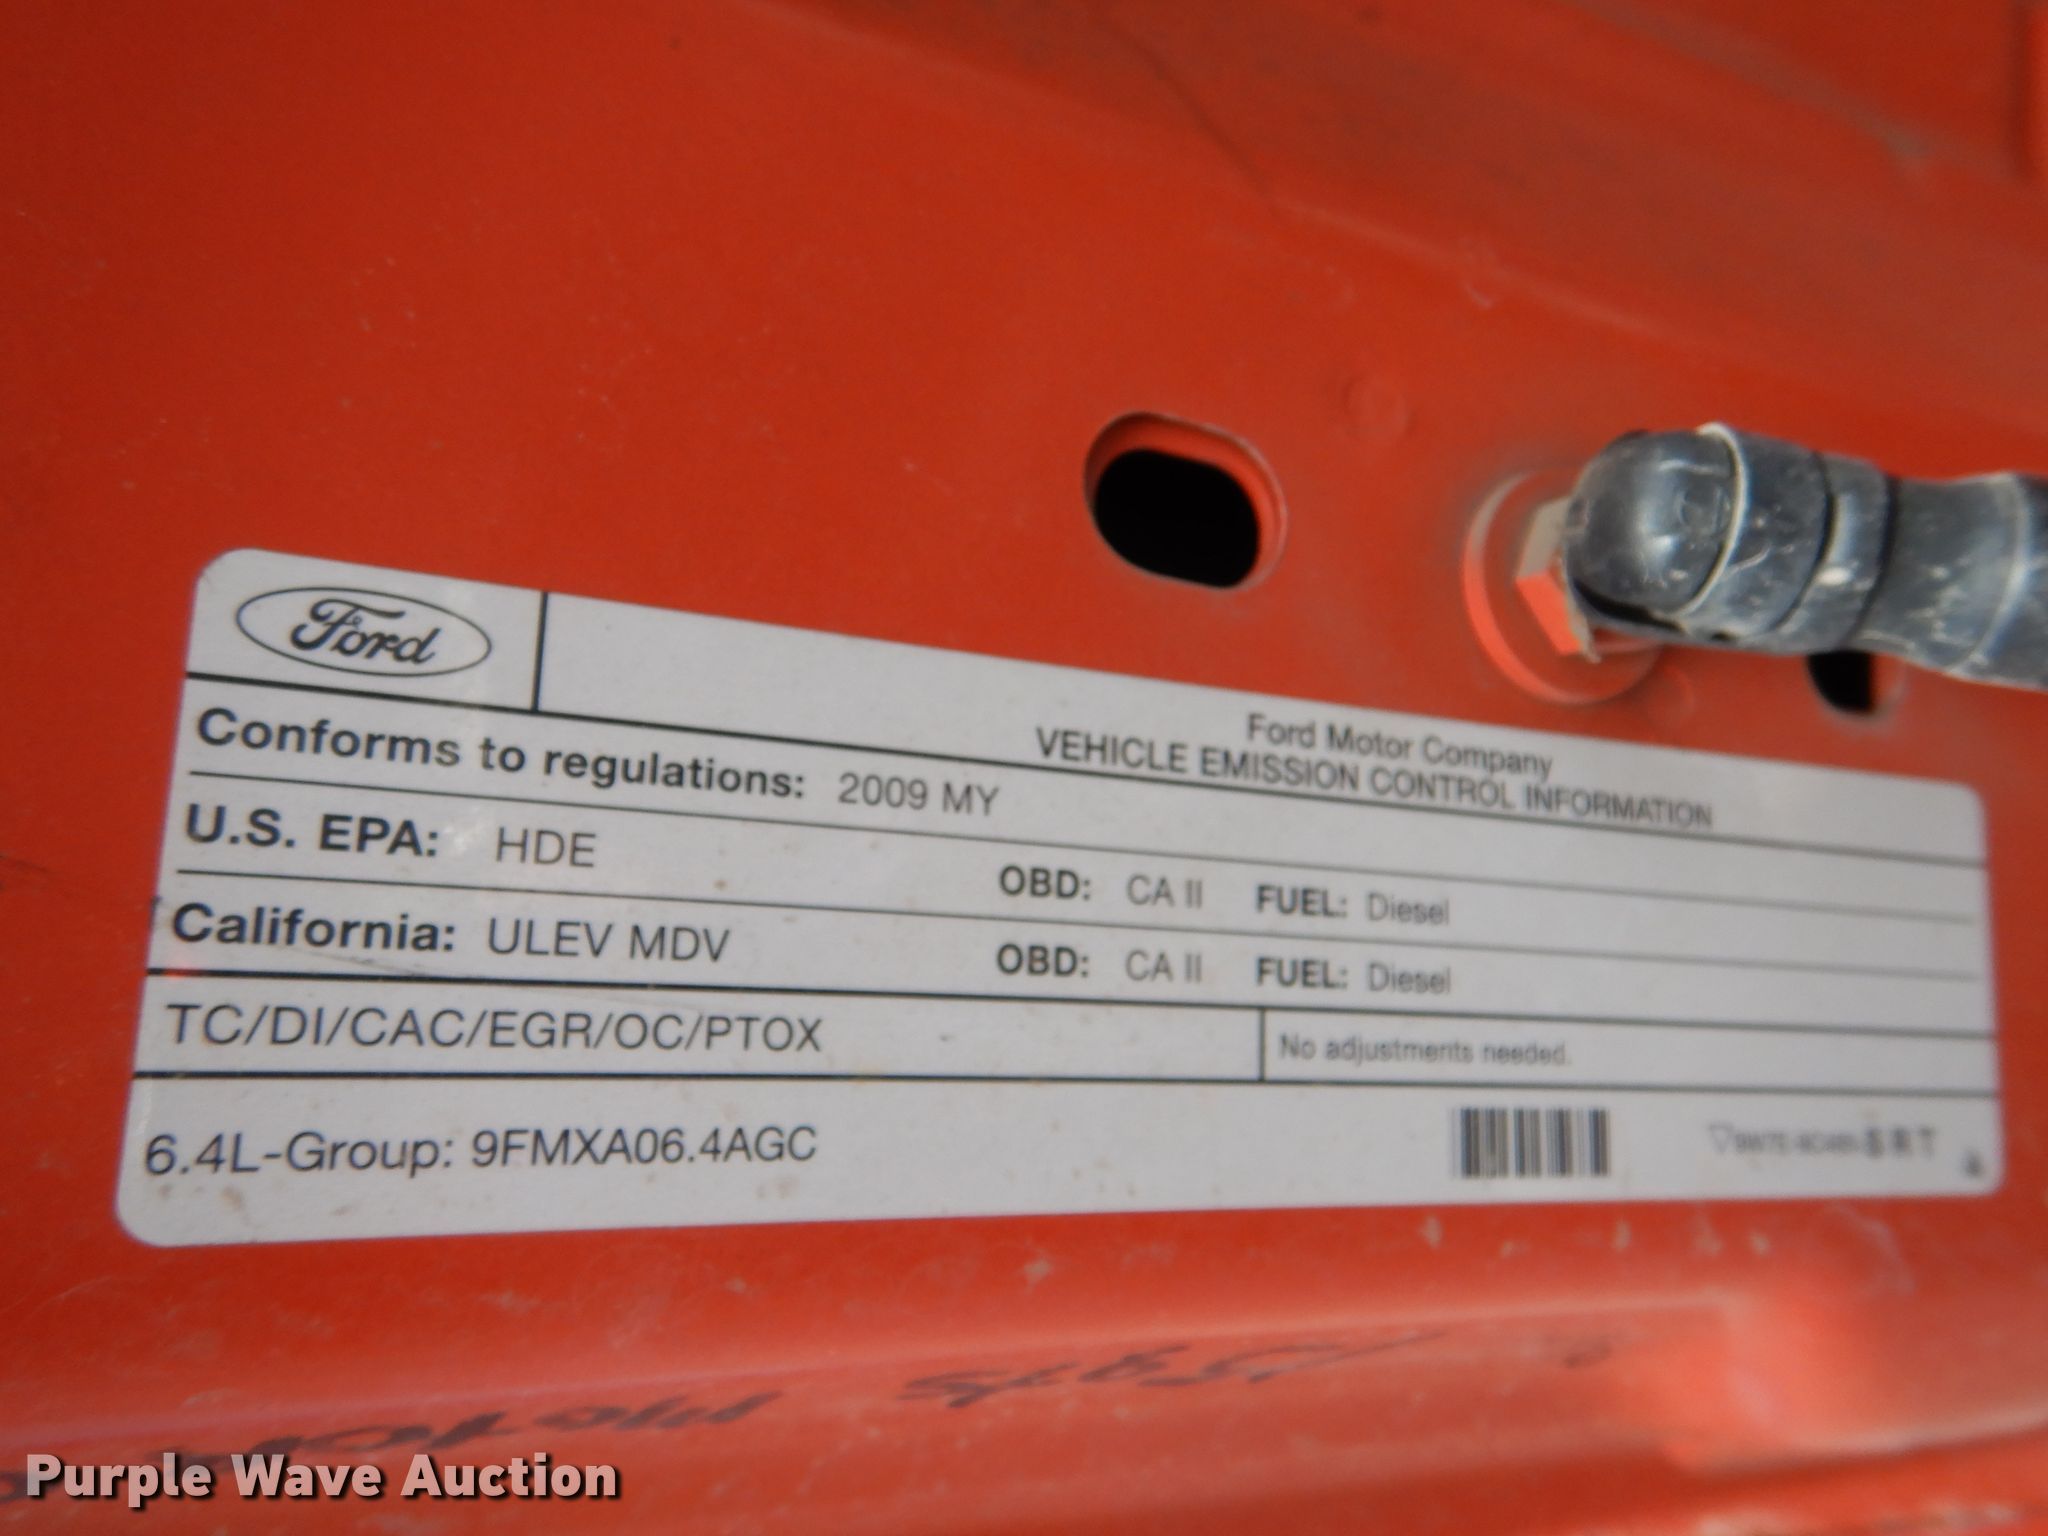 Ford
Ford Motor Company
VEHICLE EMISSION CONTROL INFORMATION
Conforms to regulations: 2009 MY
U.S. EPA: HDE OBD: CA II FUEL: Diesel
California: ULEV MDV OBD: CA II FUEL: Diesel
TC/DI/CAC/EGR/OC/PTOX No adjustments needed.
6.4L-Group: 9FMXA06.4AGC
SRT
Purple Wave Auction